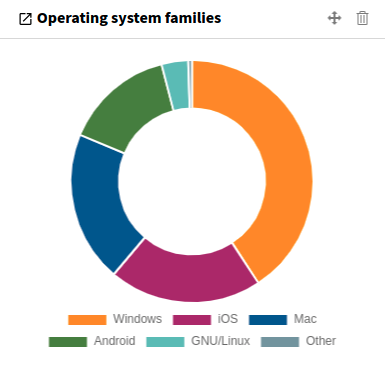 Operating system families
Windows iOS Mac
Android GNU/Linux Other